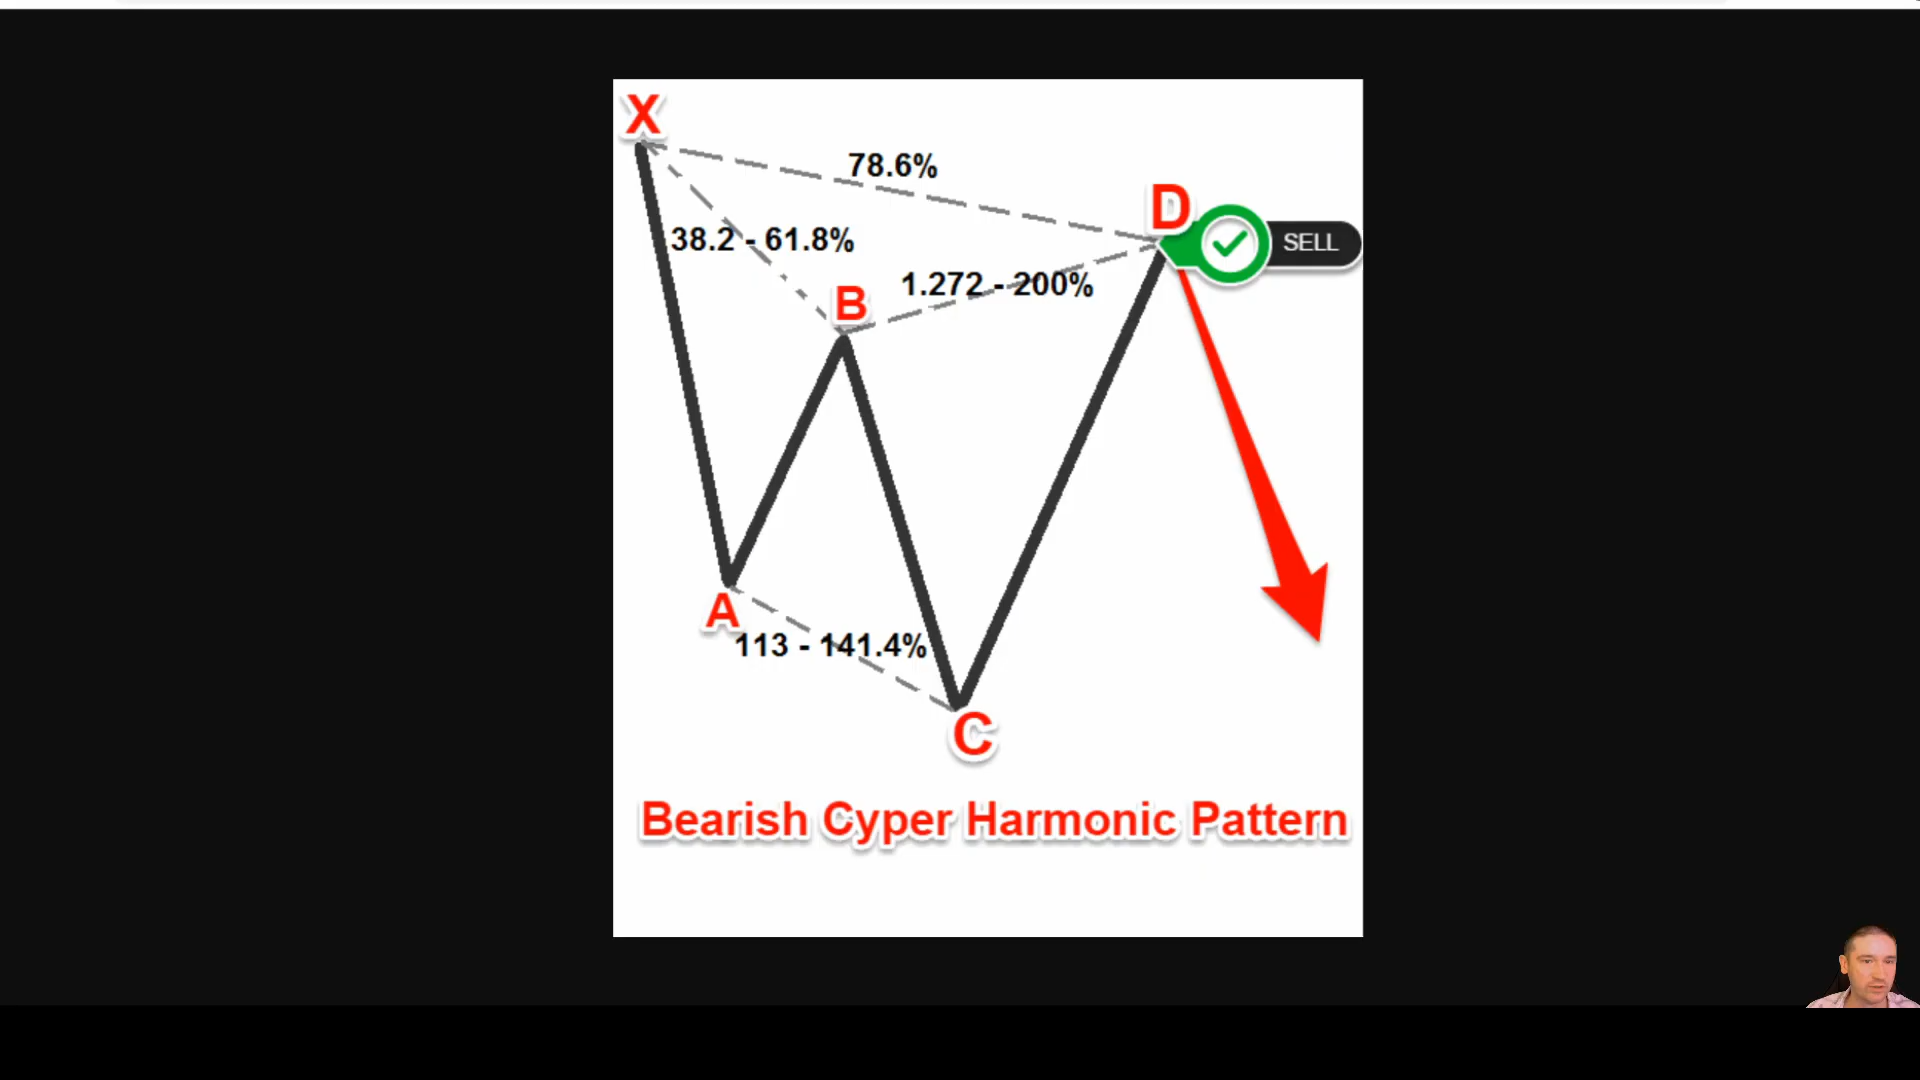 X
78.6%
D
SELL
38.2 - 61.8%
1.272 - 200%
B
A
113 - 141.4%
C
Bearish Cyper Harmonic Pattern